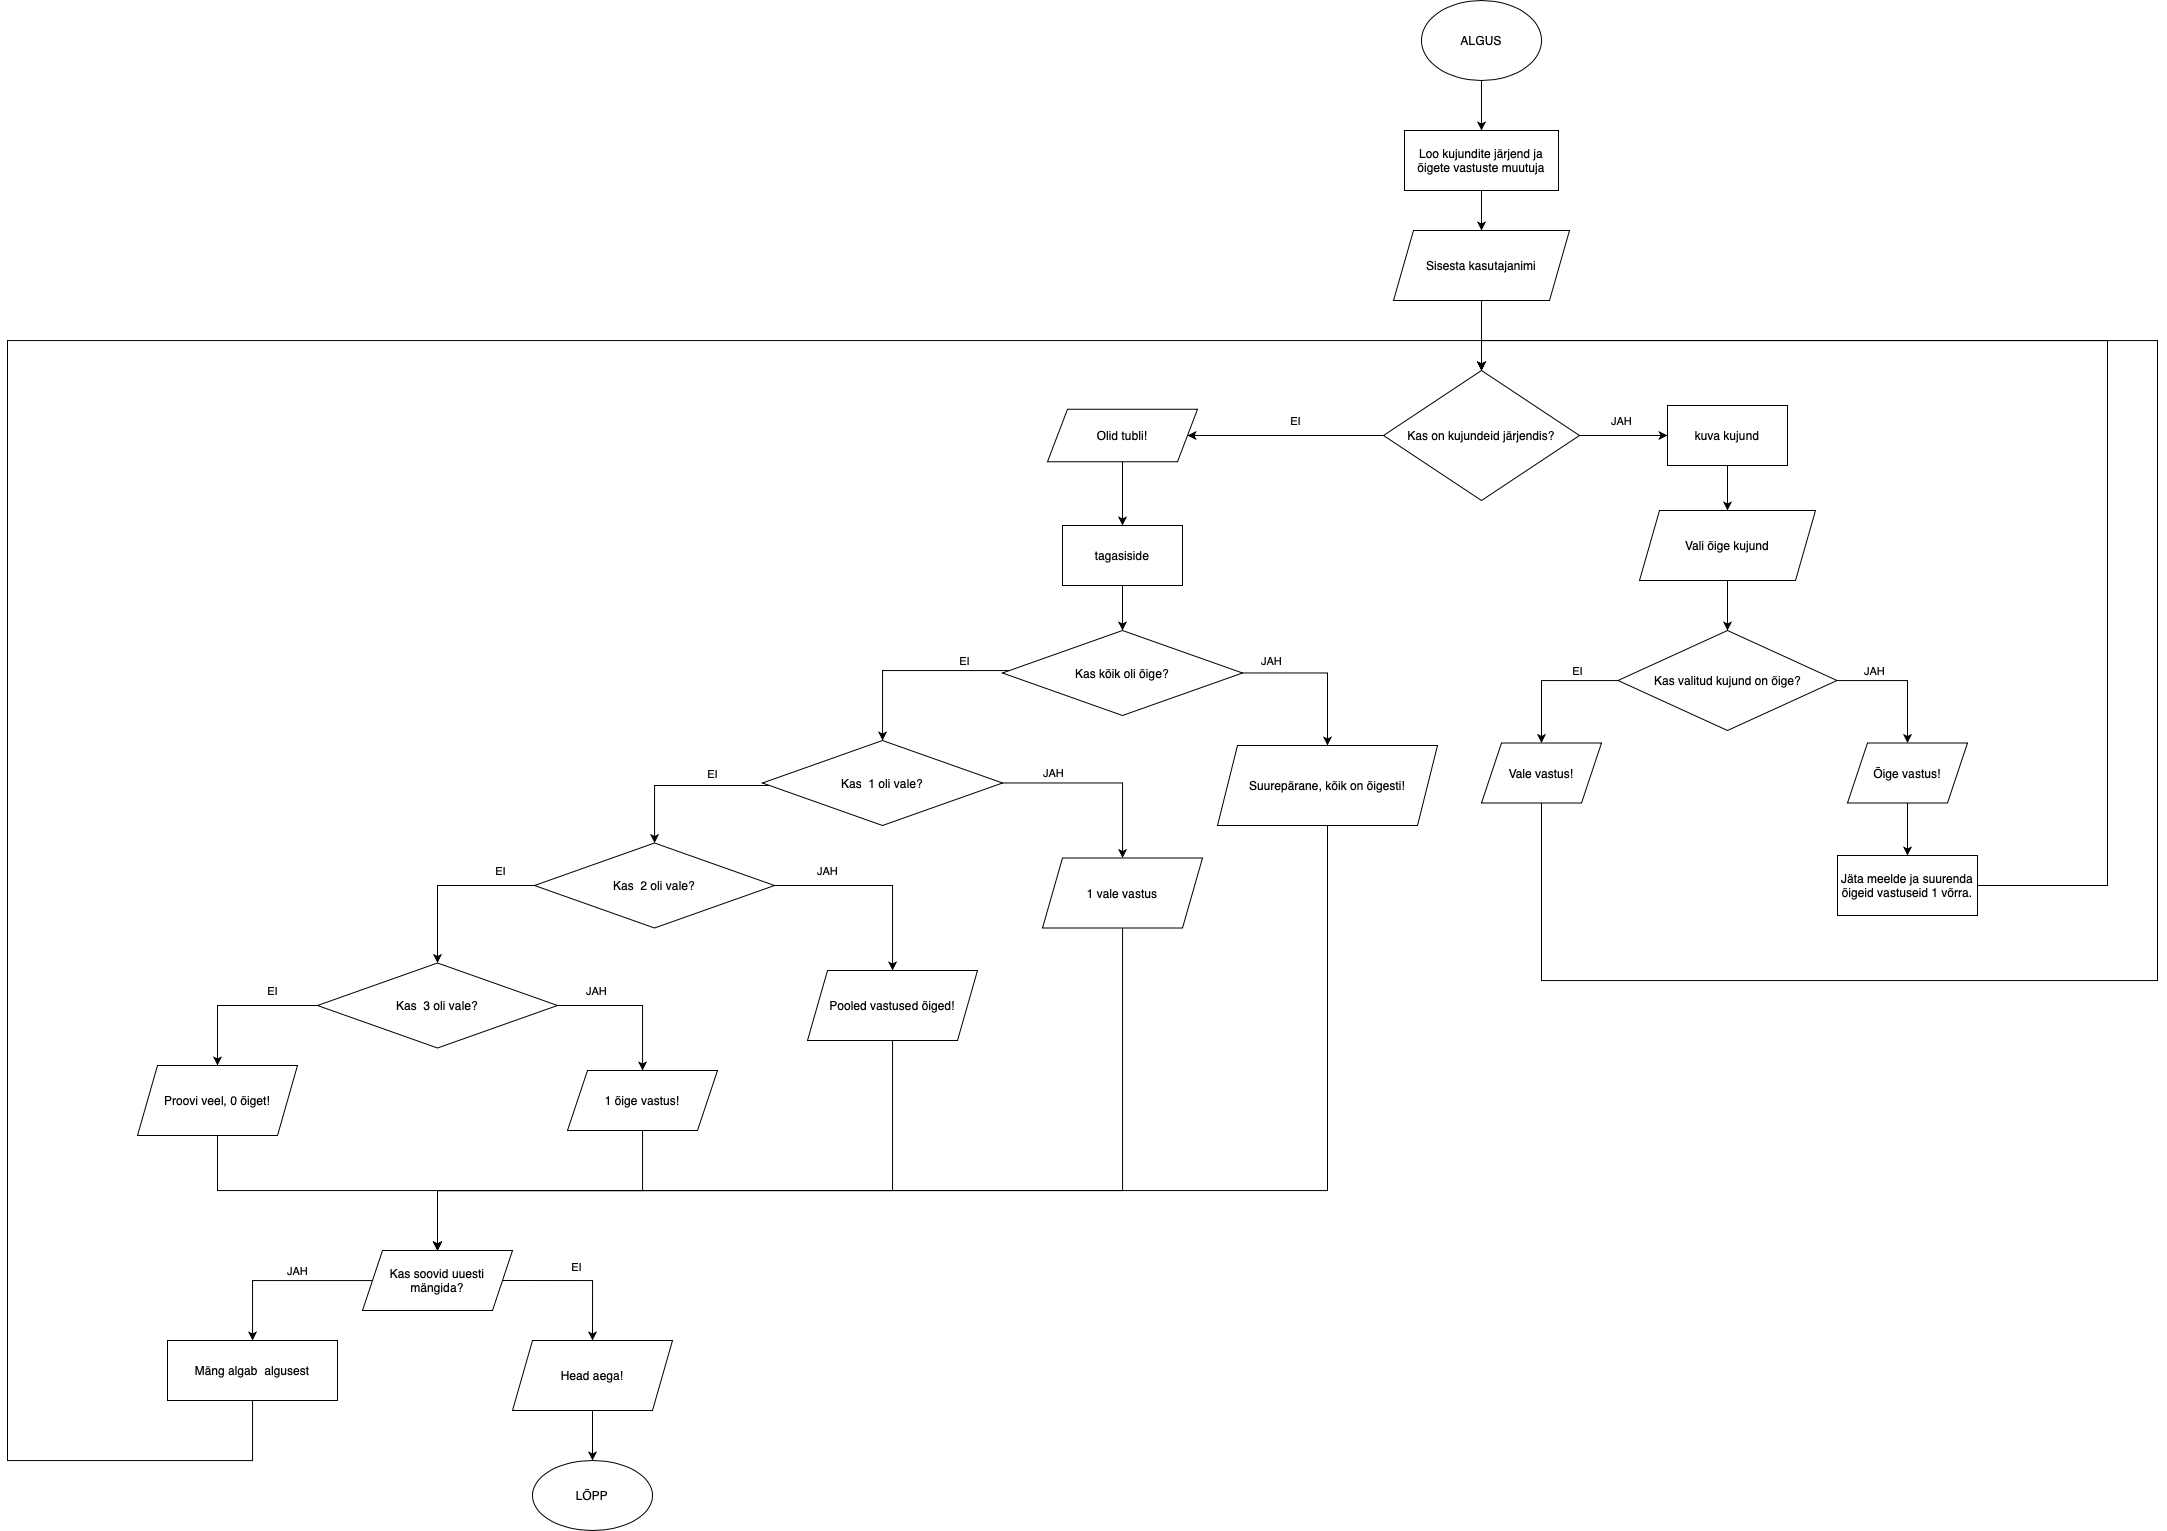 ALGUS
Loo kujundite järjend ja
õigete vastuste muutuja
Sisesta kasutajanimi
Kas on kujundeid järjendis?
EI
JAH
Olid tubli!
kuva kujund
Vali õige kujund
tagasiside
Kas kõik oli õige?
EI
JAH
Kas valitud kujund on õige?
EI
JAH
Vale vastus!
Õige vastus!
Jäta meelde ja suurenda
õigeid vastuseid 1 võrra.
Suurepärane, kõik on õigesti!
Kas 1 oli vale?
EI
JAH
1 vale vastus
Kas 2 oli vale?
EI
JAH
Pooled vastused õiged!
Kas 3 oli vale?
EI
JAH
Proovi veel, 0 õiget!
1 õige vastus!
Kas soovid uuesti
mängida?
JAH
EI
Mäng algab algusest
Head aega!
LÕPP